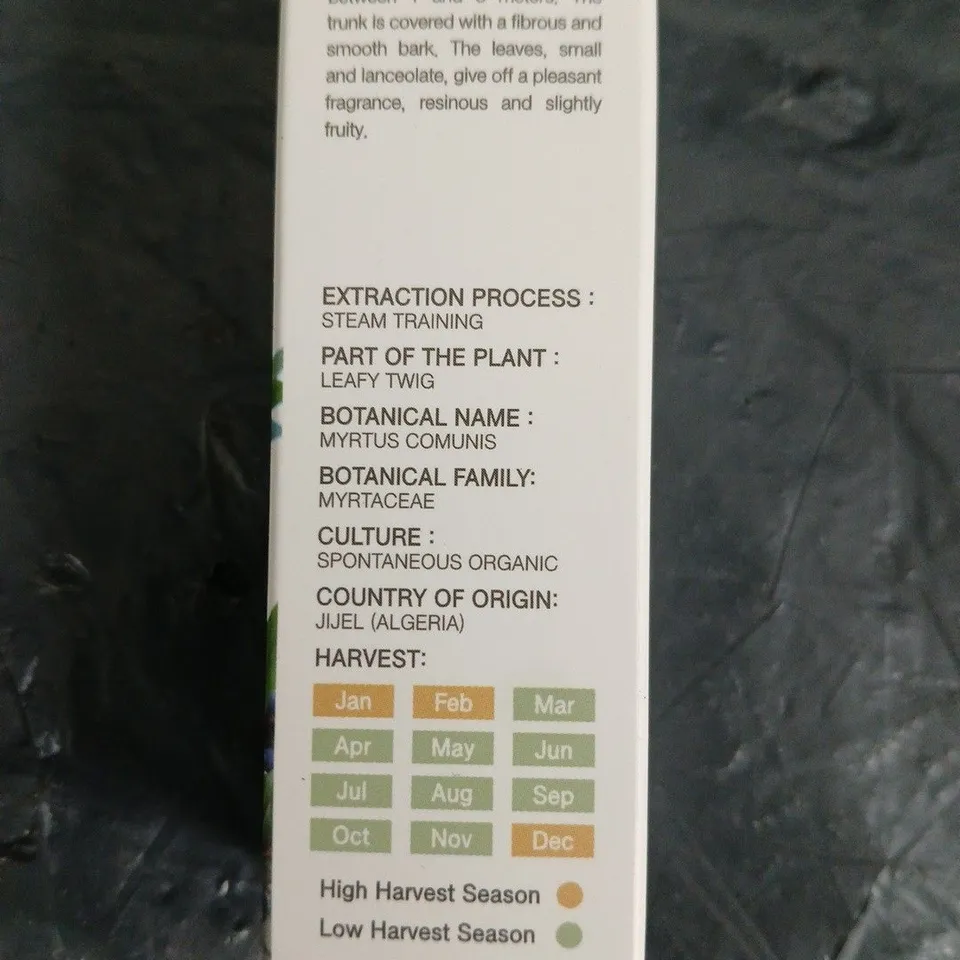 trunk is covered with a fibrous and
smooth bark, The leaves, small
and lanceolate, give off a pleasant
fragrance, resinous and slightly
fruity.
EXTRACTION PROCESS :
STEAM TRAINING
PART OF THE PLANT :
LEAFY TWIG
BOTANICAL NAME :
MYRTUS COMUNIS
BOTANICAL FAMILY:
MYRTACEAE
CULTURE :
SPONTANEOUS ORGANIC
COUNTRY OF ORIGIN:
JIJEL (ALGERIA)
HARVEST:
Jan Feb Mar
Apr May Jun
Jul Aug Sep
Oct Nov Dec
High Harvest Season
Low Harvest Season